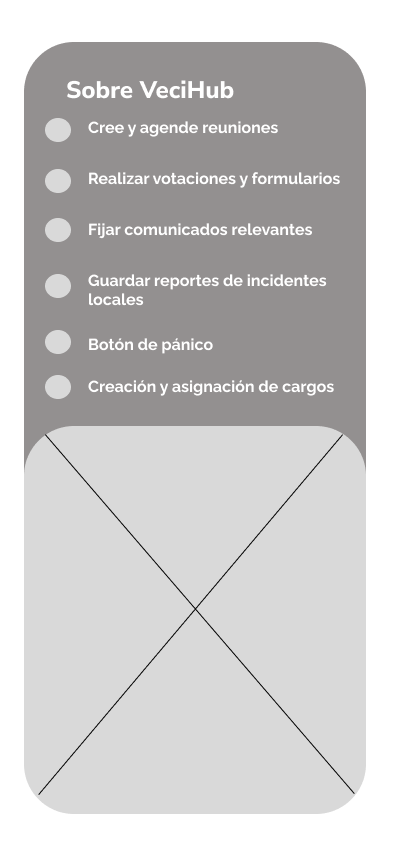 Sobre VeciHub
Cree y agende reuniones
Realizar votaciones y formularios
Fijar comunicados relevantes
Guardar reportes de incidentes
locales
Botón de pánico
Creación y asignación de cargos